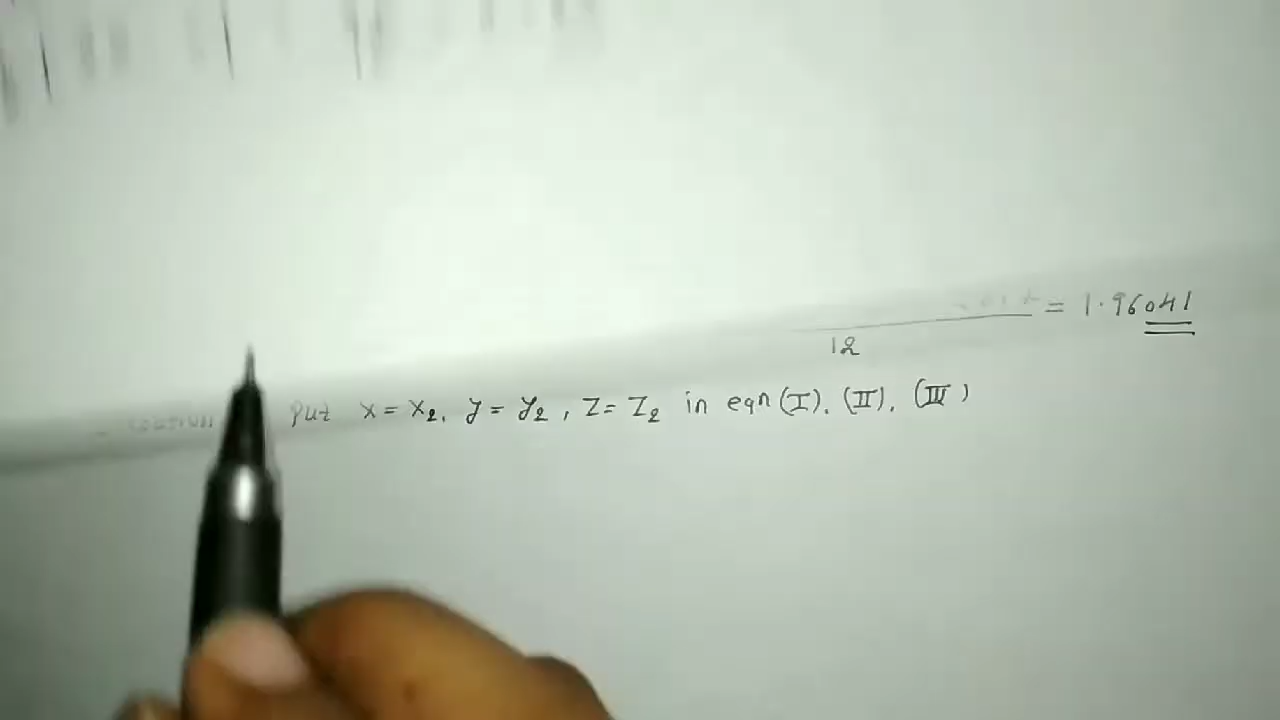 = 1.96041
12
put x = x2, y = y2, z = z2 in eqn (I), (II), (III)